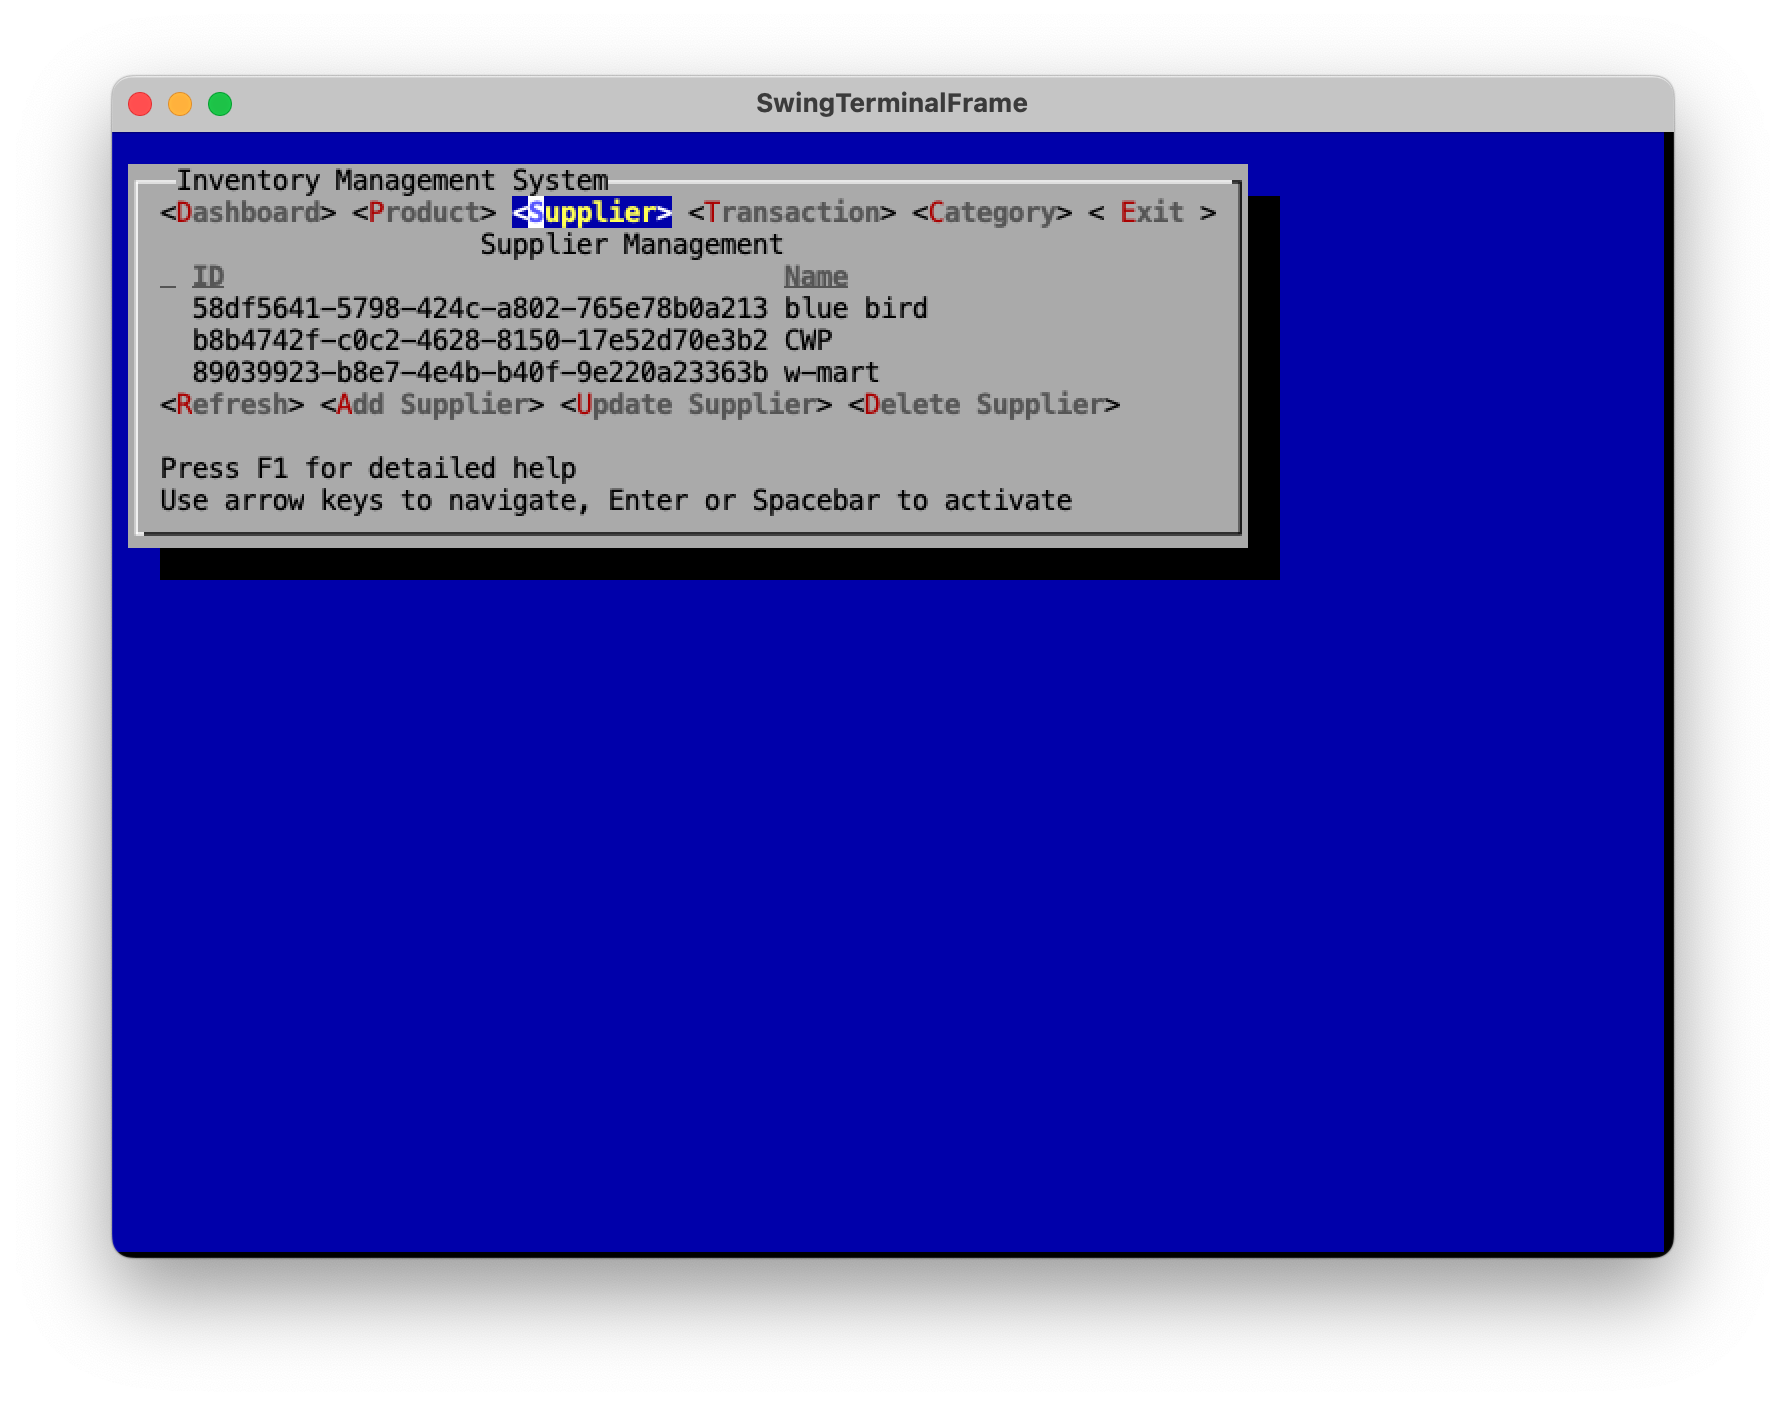 SwingTerminalFrame
Inventory Management System
<Dashboard> <Product> <Supplier> <Transaction> <Category> < Exit >
Supplier Management
_ ID Name
58df5641-5798-424c-a802-765e78b0a213 blue bird
b8b4742f-c0c2-4628-8150-17e52d70e3b2 CWP
89039923-b8e7-4e4b-b40f-9e220a23363b w-mart
<Refresh> <Add Supplier> <Update Supplier> <Delete Supplier>
Press F1 for detailed help
Use arrow keys to navigate, Enter or Spacebar to activate